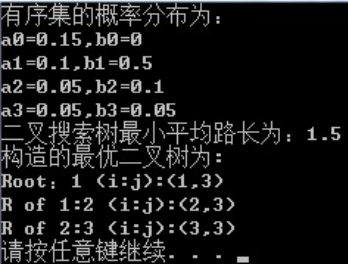 有序集的概率分布为:
a0=0.15,b0=0
a1=0.1,b1=0.5
a2=0.05,b2=0.1
a3=0.05,b3=0.05
二叉搜索树最小平均路长为: 1.5
构造的最优二叉树为:
Root: 1 (i:j):(1,3)
R of 1:2 (i:j):(2,3)
R of 2:3 (i:j):(3,3)
请按任意键继续. . .